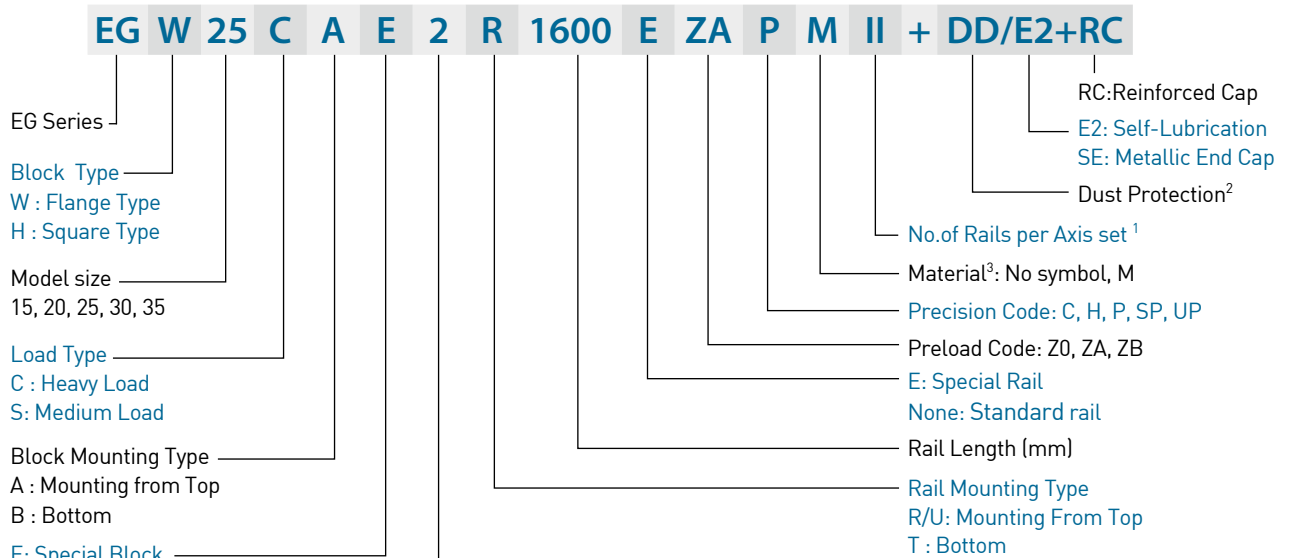 EG W 25 C A E 2 R 1600 E ZA P M II + DD/E2+RC
EG Series
Block Type
W : Flange Type
H : Square Type
Model size
15, 20, 25, 30, 35
Load Type
C : Heavy Load
S: Medium Load
Block Mounting Type
A : Mounting from Top
B : Bottom
E: Special Block
RC:Reinforced Cap
E2: Self-Lubrication
SE: Metallic End Cap
Dust Protection2
No.of Rails per Axis set 1
Material3: No symbol, M
Precision Code: C, H, P, SP, UP
Preload Code: Z0, ZA, ZB
E: Special Rail
None: Standard rail
Rail Length (mm)
Rail Mounting Type
R/U: Mounting From Top
T : Bottom